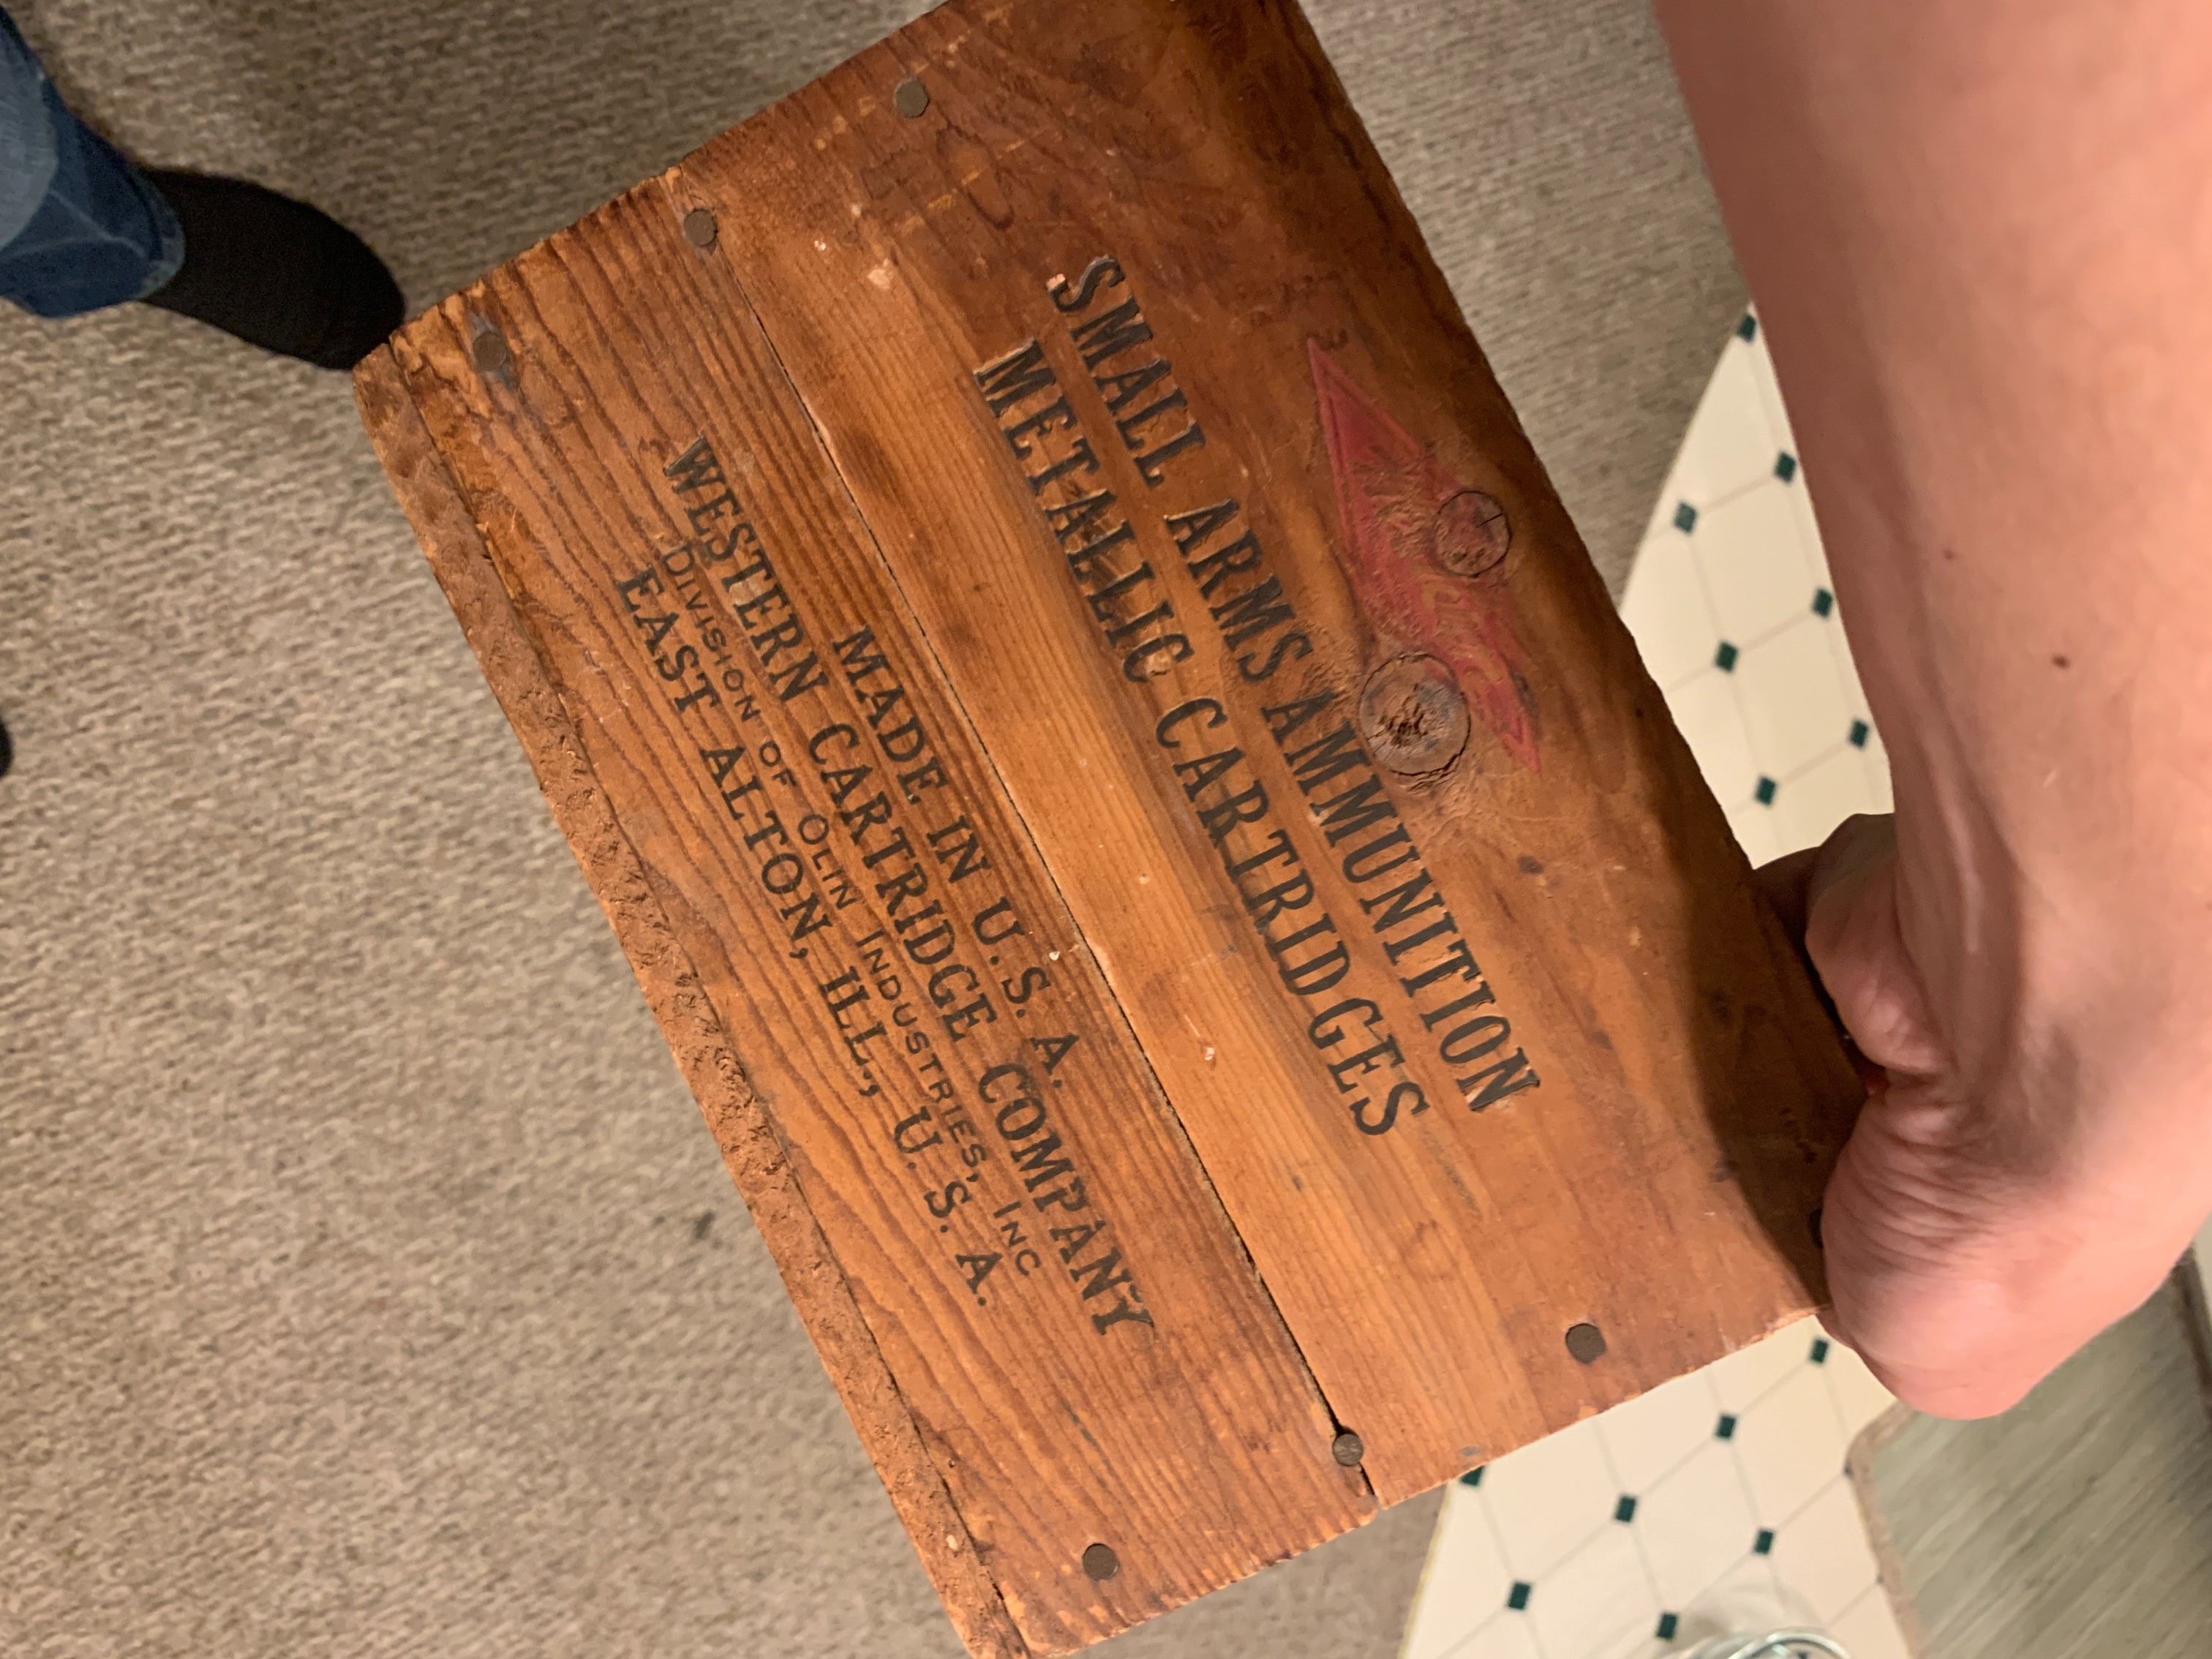 SMALL ARMS AMMUNITION
METALLIC CARTRIDGES
MADE IN U.S.A.
WESTERN CARTRIDGE COMPANY
DIVISION OF OLIN INDUSTRIES, INC
EAST ALTON, ILL., U.S.A.